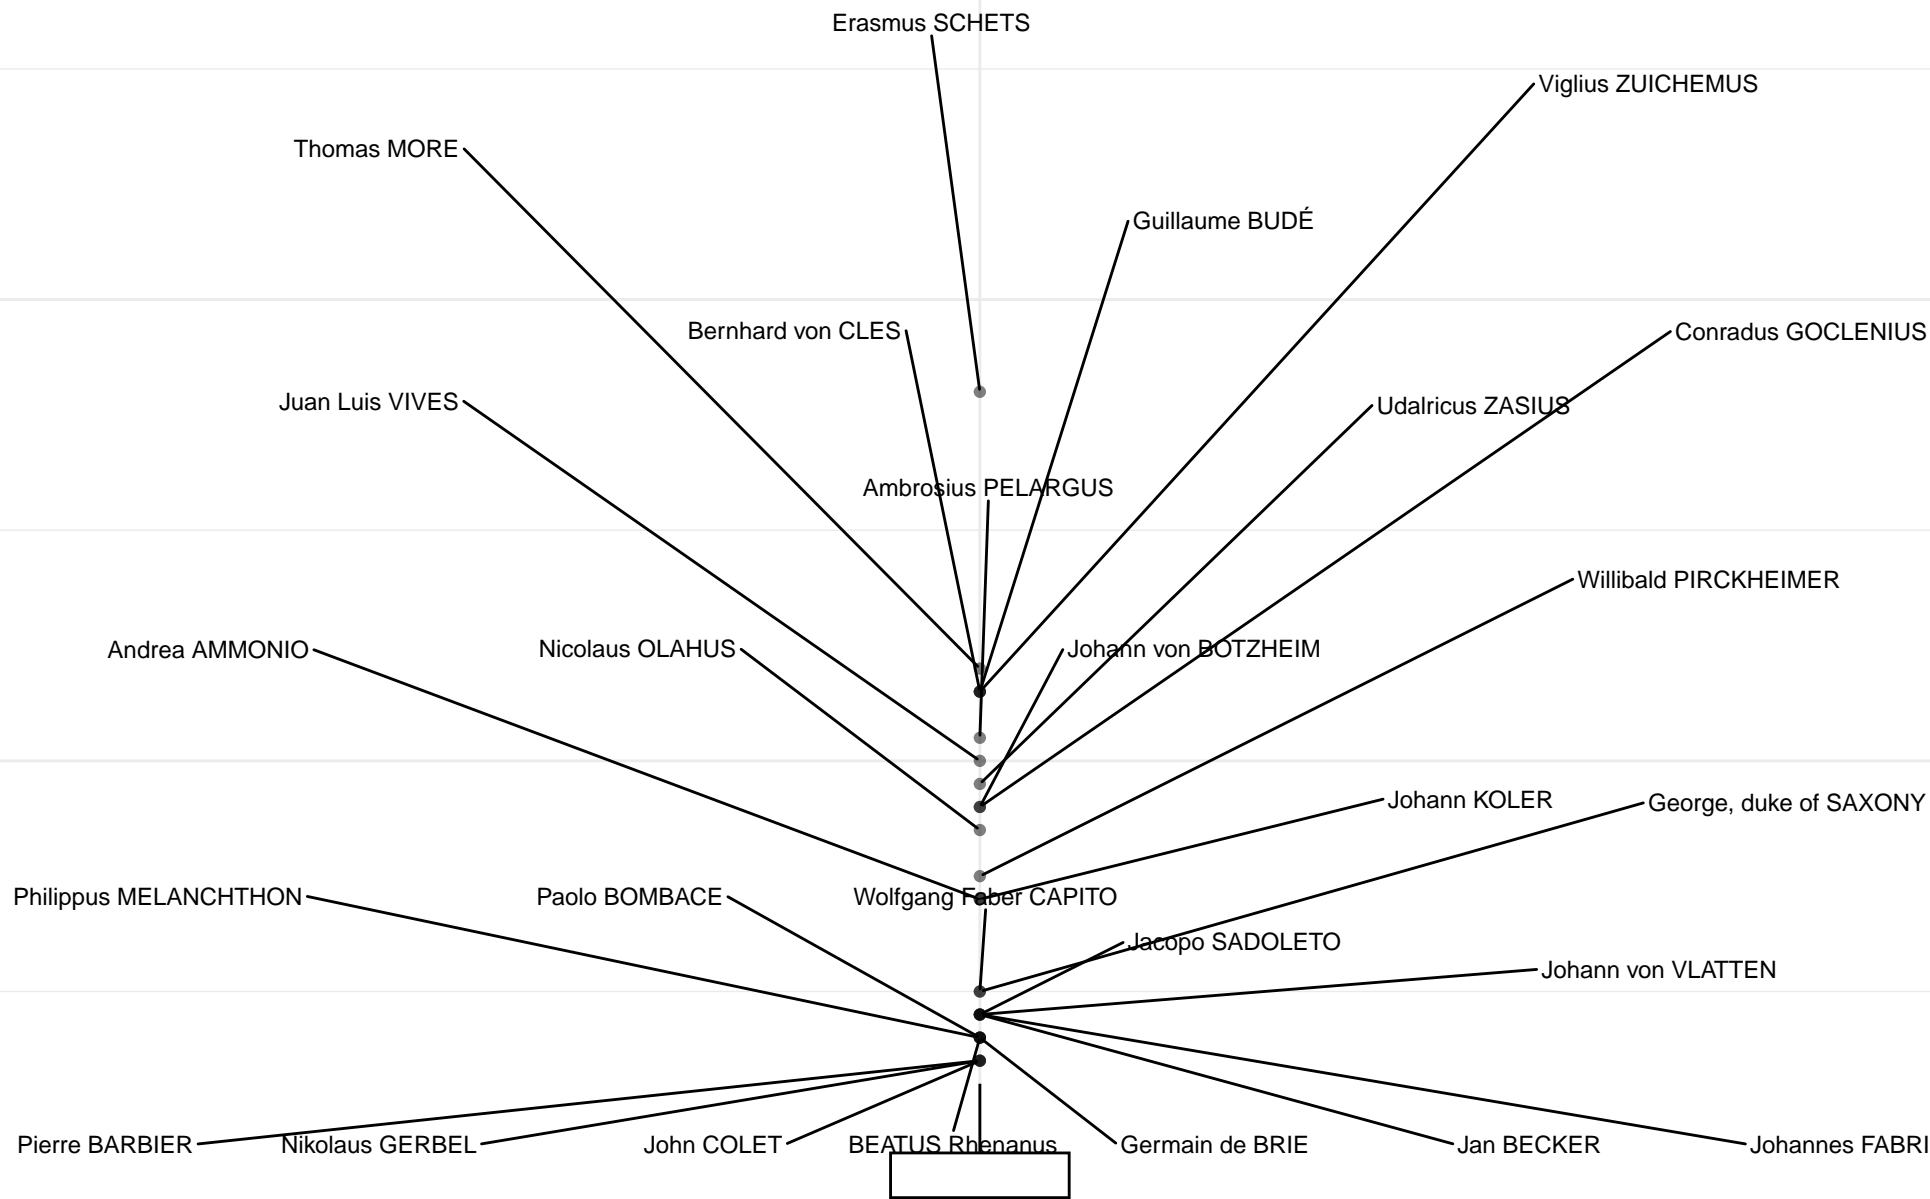 Erasmus SCHETS
Viglius ZUICHEMUS
Thomas MORE
Guillaume BUDÉ
Bernhard von CLES
Conradus GOCLENIUS
Juan Luis VIVES
Udalricus ZASIUS
Ambrosius PELARGUS
Willibald PIRCKHEIMER
Andrea AMMONIO
Nicolaus OLAHUS
Johann von BOTZHEIM
Johann KOLER
George, duke of SAXONY
Philippus MELANCHTHON
Paolo BOMBACE
Wolfgang Faber CAPITO
Jacopo SADOLETO
Johann von VLATTEN
Pierre BARBIER
Nikolaus GERBEL
John COLET
BEATUS Rhenanus
Germain de BRIE
Jan BECKER
Johannes FABRI